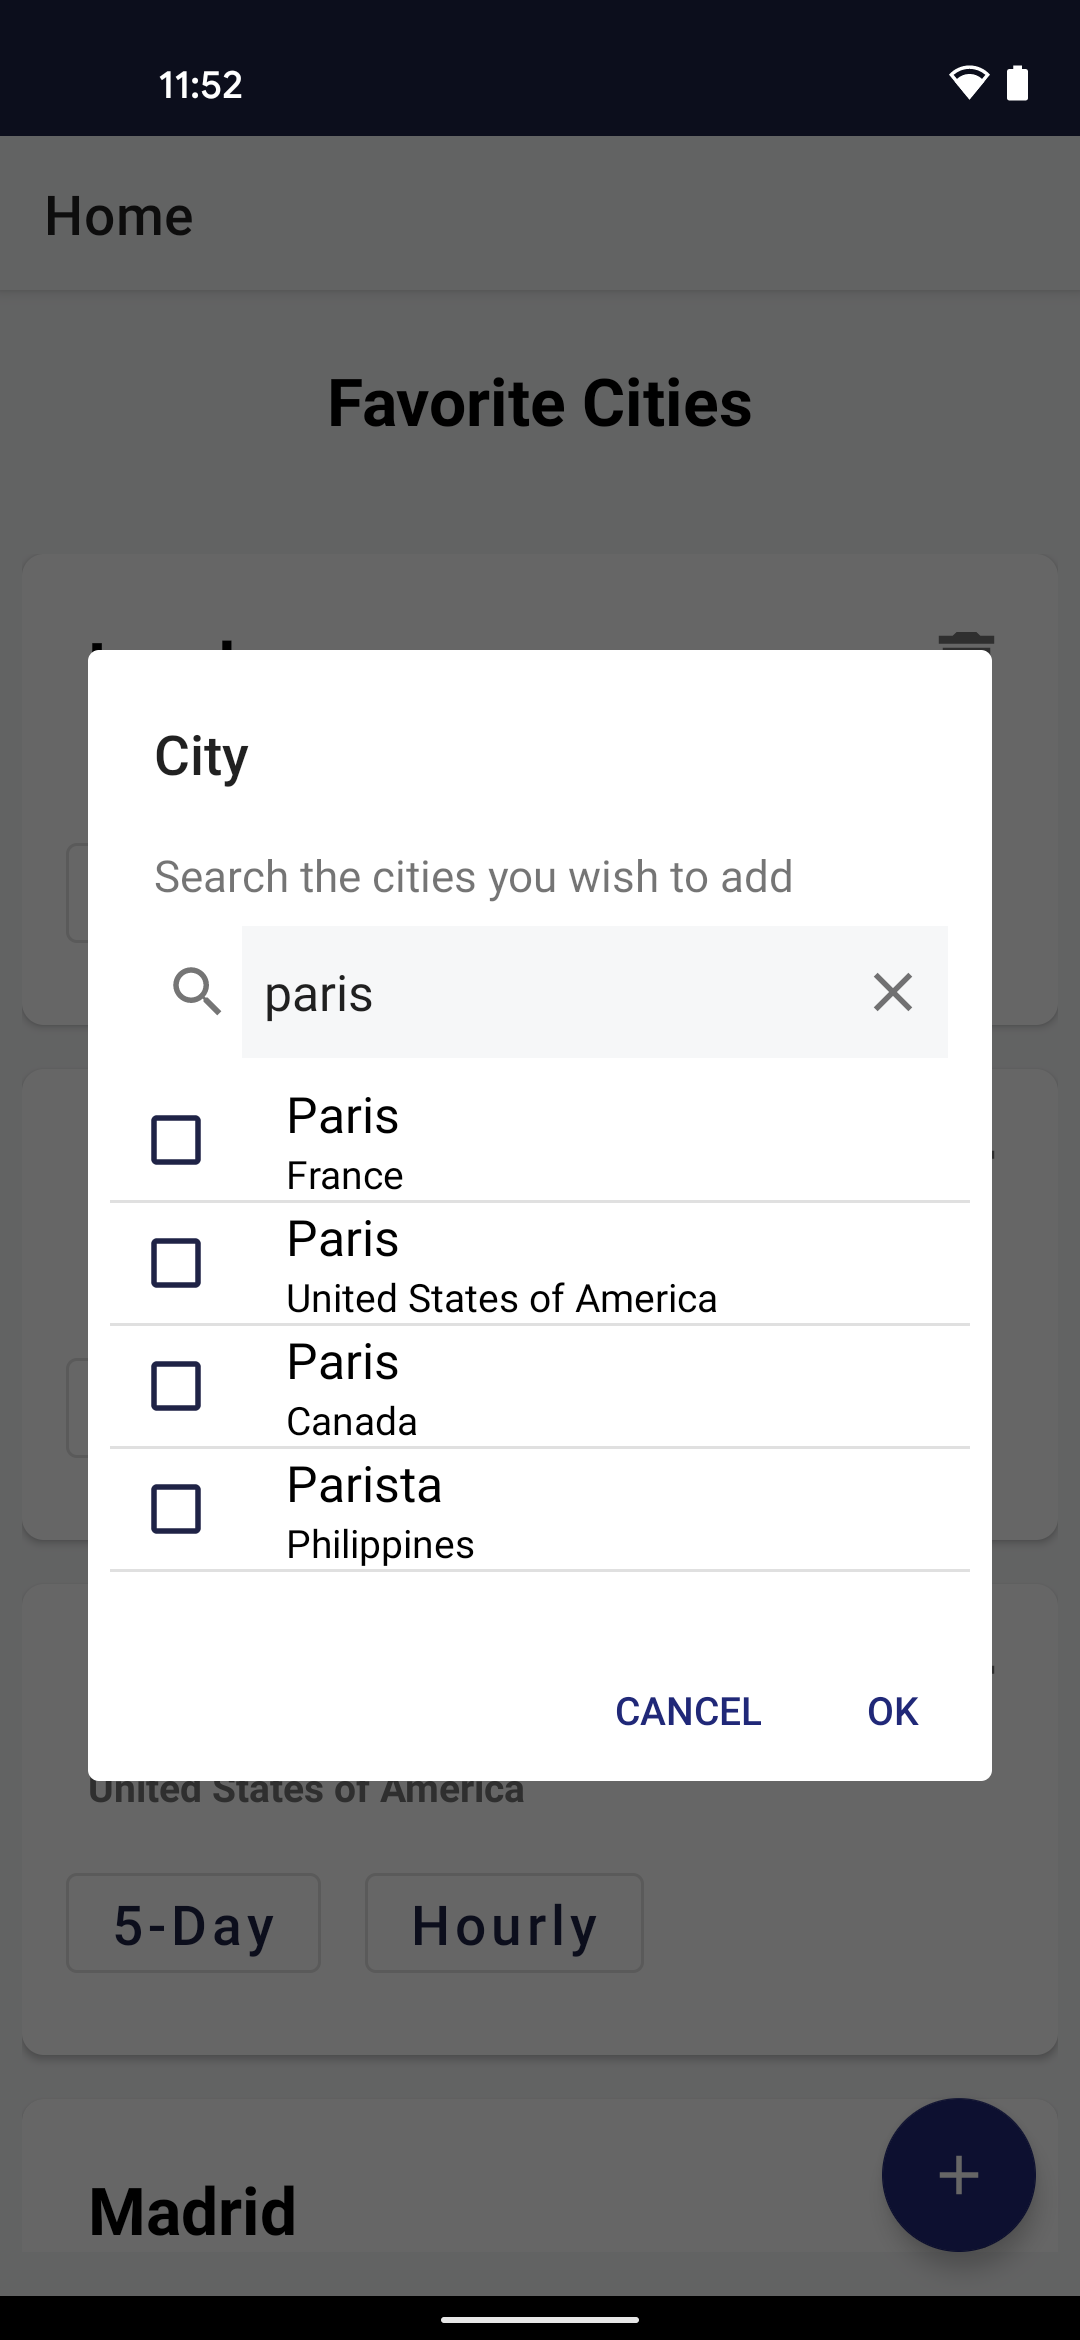 11:52
Home
Favorite Cities
City
Search the cities you wish to add
paris
Paris
France
Paris
United States of America
Paris
Canada
Parista
Philippines
CANCEL OK
United States of America
5-Day Hourly
Madrid